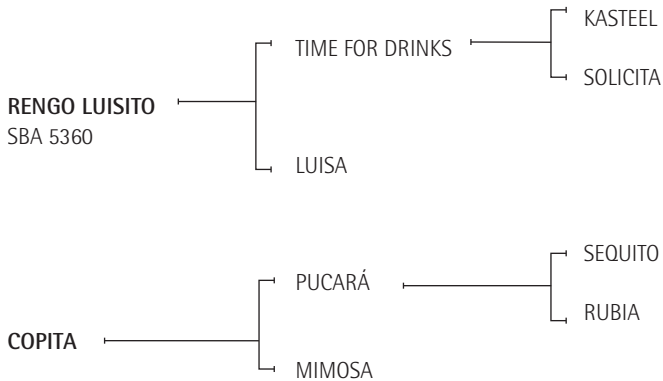 KASTEEL
TIME FOR DRINKS
SOLICITA
RENGO LUISITO
SBA 5360
LUISA
SEQUITO
PUCARÁ
RUBIA
COPITA
MIMOSA